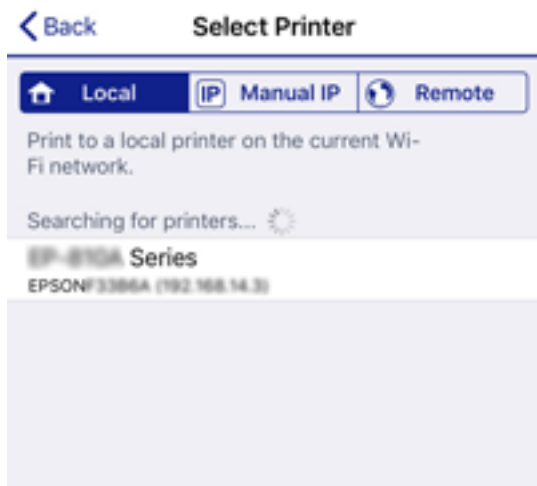 Back
Select Printer
Local
IP
Manual IP
Remote
Print to a local printer on the current Wi-
Fi network.
Searching for printers...
Series
EPSON